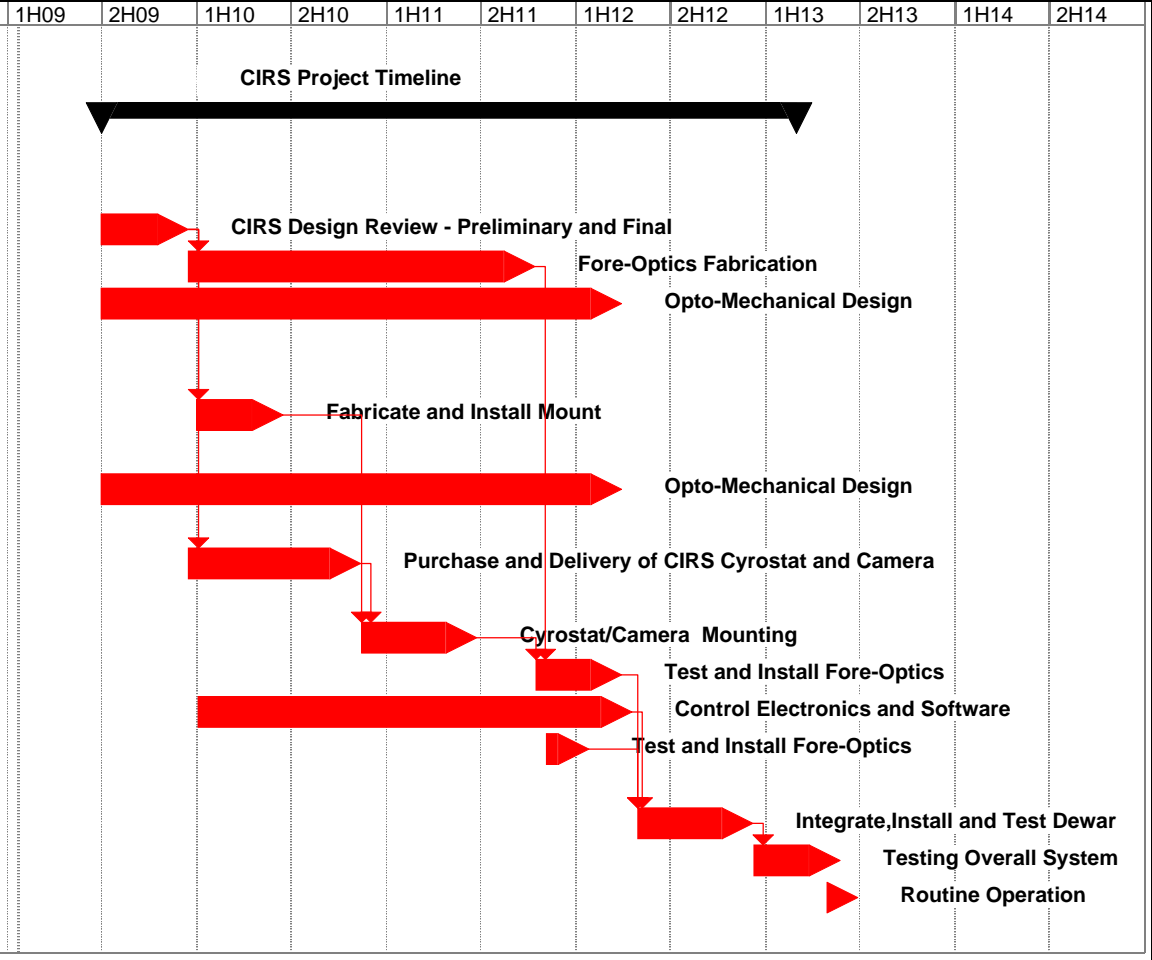 1H09 2H09 1H10 2H10 1H11 2H11 1H12 2H12 1H13 2H13 1H14 2H14
CIRS Project Timeline
CIRS Design Review - Preliminary and Final
Fore-Optics Fabrication
Opto-Mechanical Design
Fabricate and Install Mount
Opto-Mechanical Design
Purchase and Delivery of CIRS Cyrostat and Camera
Cyrostat/Camera Mounting
Test and Install Fore-Optics
Control Electronics and Software
Test and Install Fore-Optics
Integrate,Install and Test Dewar
Testing Overall System
Routine Operation